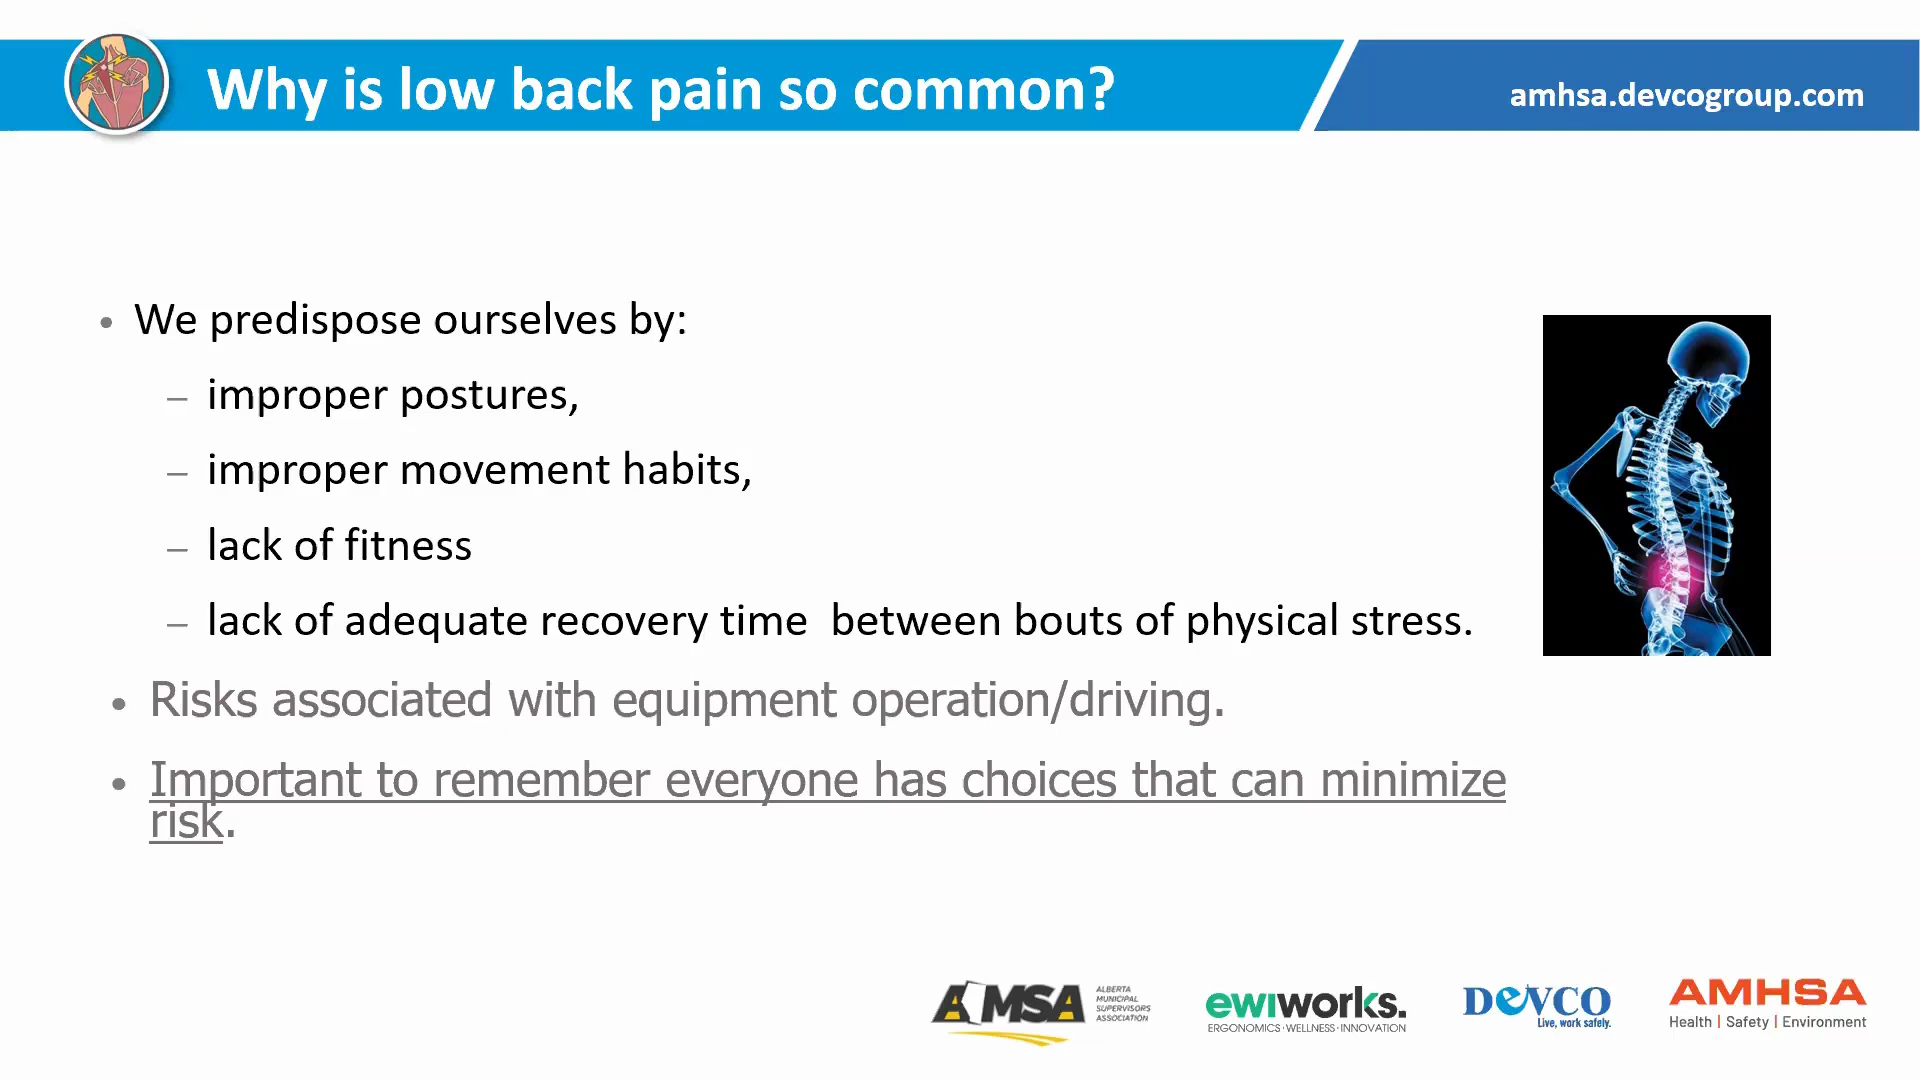 Why is low back pain so common?
amhsa.devcogroup.com
• We predispose ourselves by:
– improper postures,
– improper movement habits,
– lack of fitness
– lack of adequate recovery time  between bouts of physical stress.
• Risks associated with equipment operation/driving.
• Important to remember everyone has choices that can minimize
risk.
AMSA
ALBERTA
MUNICIPAL
SUPERVISORS
ASSOCIATION
ewiworks.
ERGONOMICS·WELLNESS·INNOVATION
DEVCO
Live, work safely.
AMHSA
Health | Safety | Environment